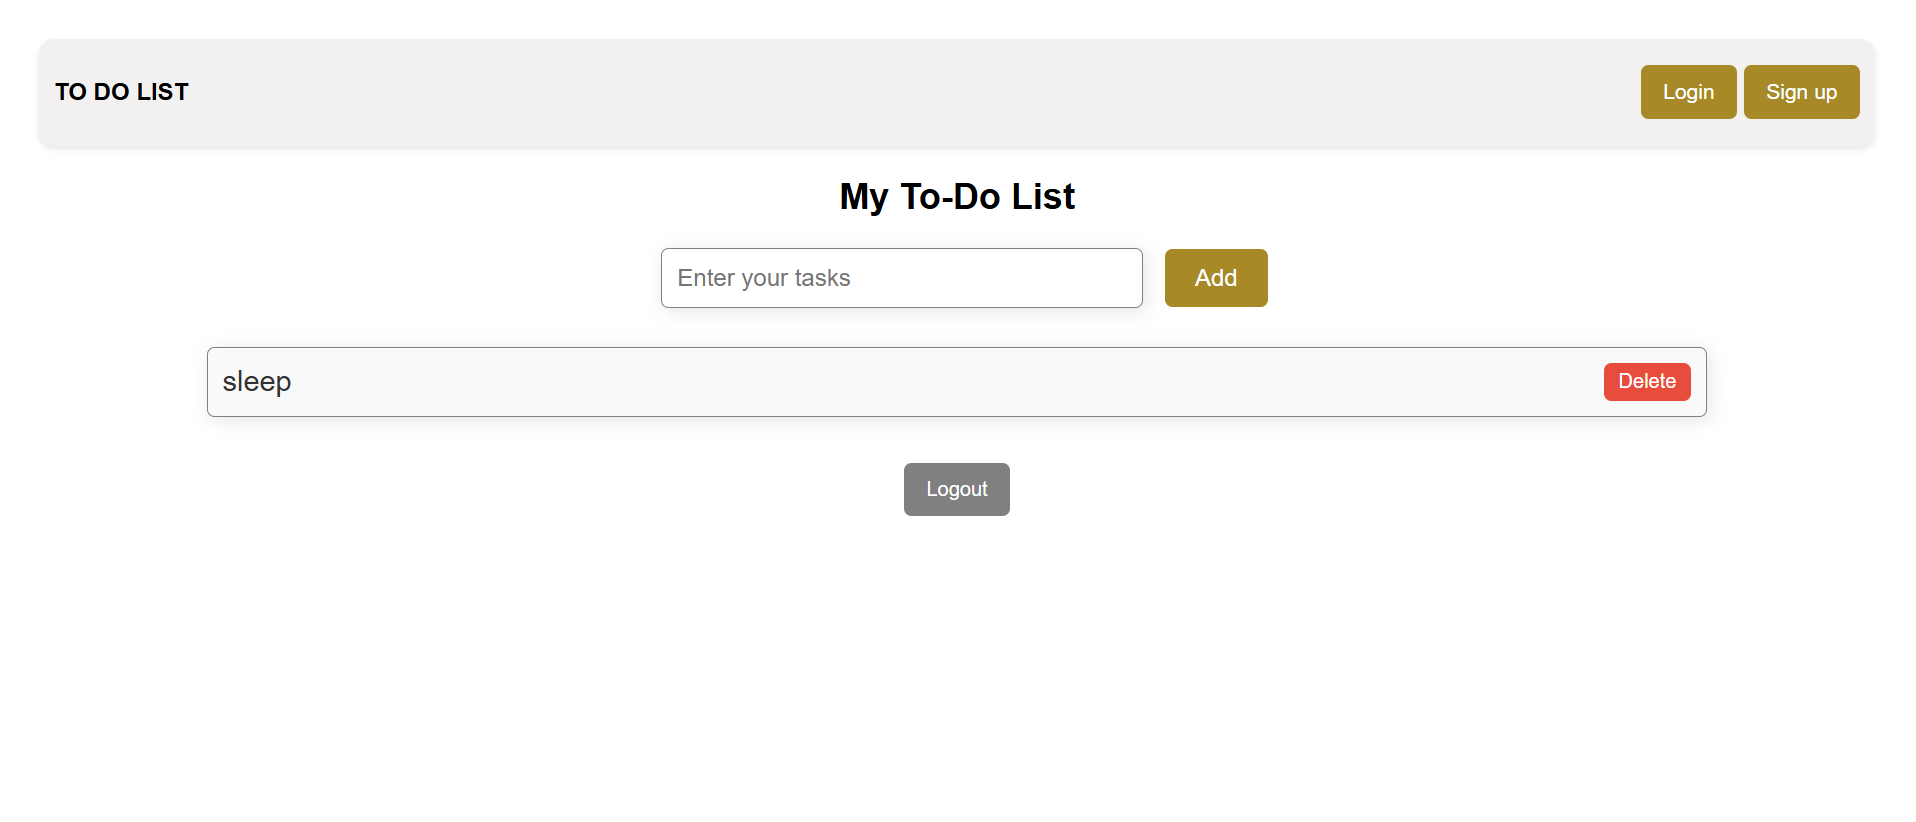 TO DO LIST
Login
Sign up
My To-Do List
Enter your tasks
Add
sleep
Delete
Logout